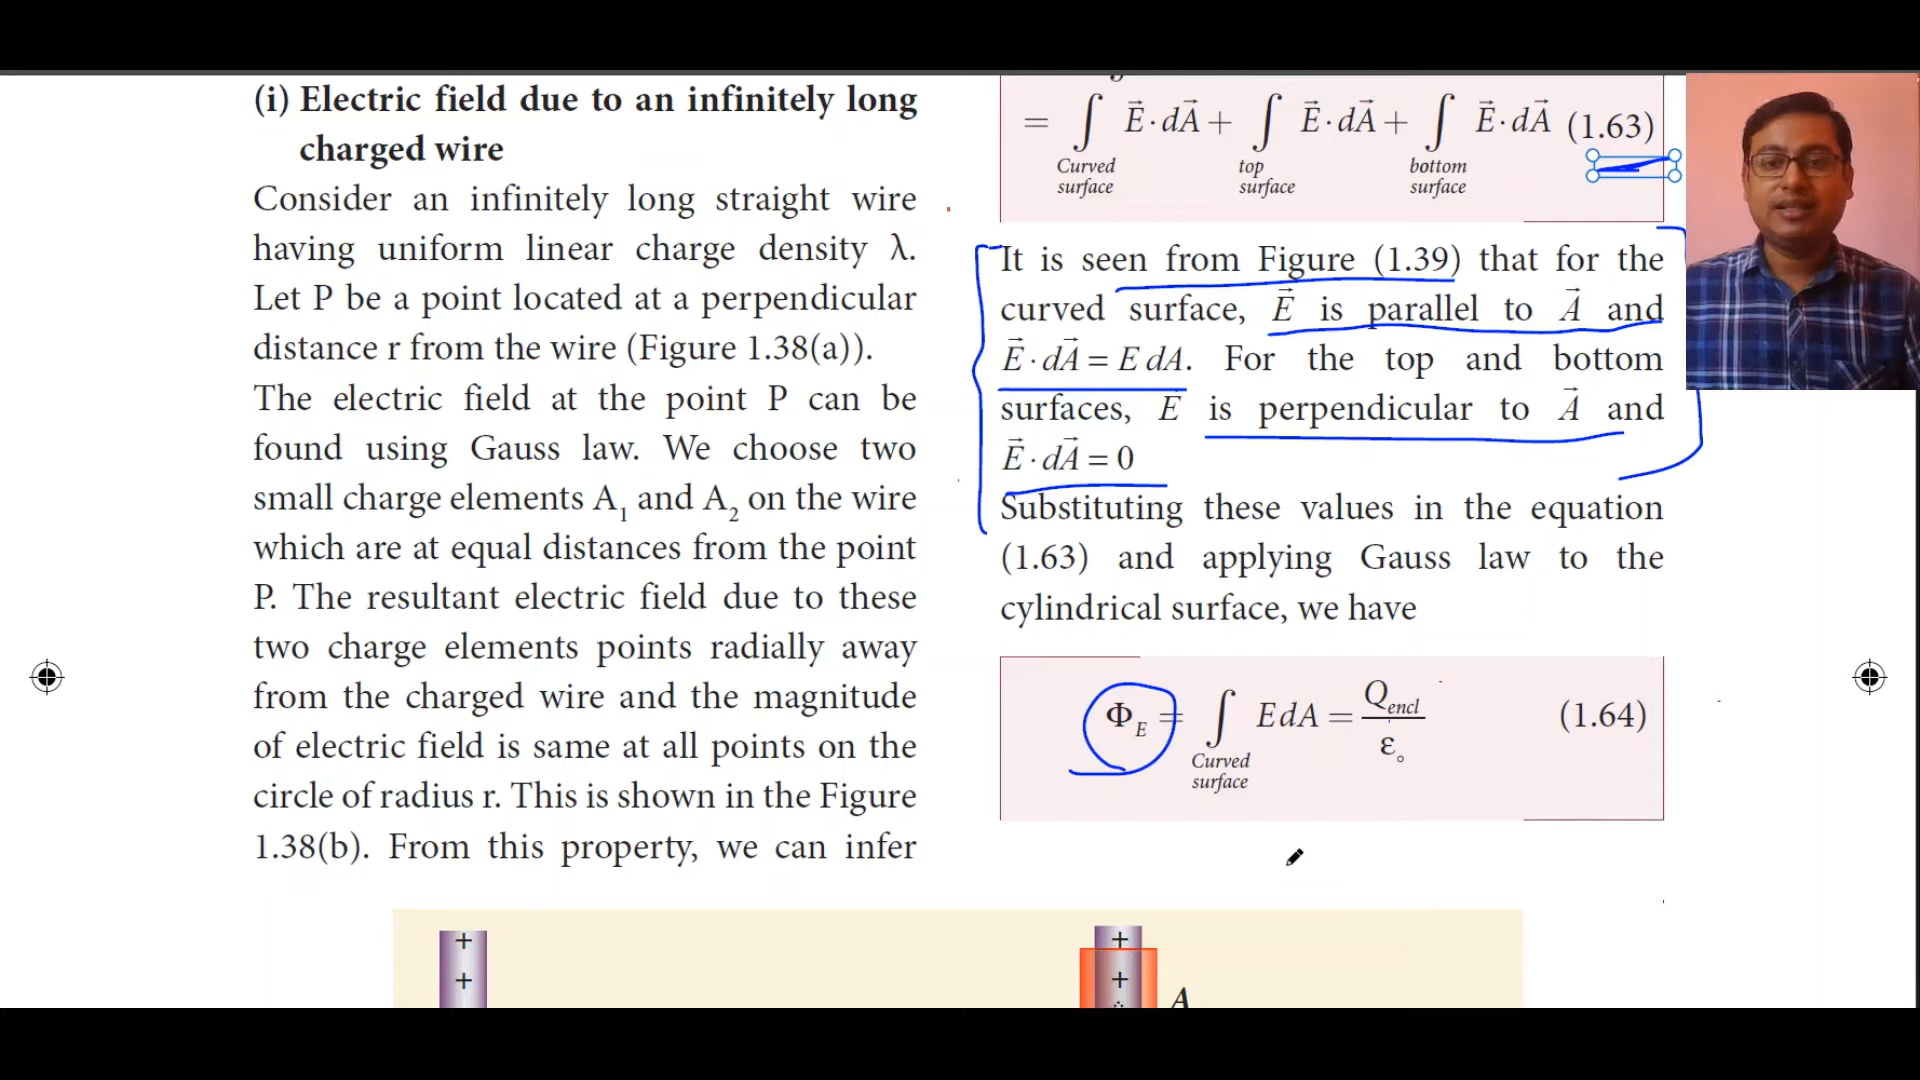 (i) Electric field due to an infinitely long
charged wire
Consider an infinitely long straight wire
having uniform linear charge density λ.
Let P be a point located at a perpendicular
distance r from the wire (Figure 1.38(a)).
The electric field at the point P can be
found using Gauss law. We choose two
small charge elements A₁ and A₂ on the wire
which are at equal distances from the point
P. The resultant electric field due to these
two charge elements points radially away
from the charged wire and the magnitude
of electric field is same at all points on the
circle of radius r. This is shown in the Figure
1.38(b). From this property, we can infer
= ∫ E⃗ · dA⃗ + ∫ E⃗ · dA⃗ + ∫ E⃗ · dA⃗ (1.63)
Curved top bottom
surface surface surface
It is seen from Figure (1.39) that for the
curved surface, E⃗ is parallel to A⃗ and
E⃗ · dA⃗ = E dA. For the top and bottom
surfaces, E⃗ is perpendicular to A⃗ and
E⃗ · dA⃗ = 0
Substituting these values in the equation
(1.63) and applying Gauss law to the
cylindrical surface, we have
Φ_E = ∫ E dA = Q_encl / ε∘ (1.64)
Curved
surface
+ +
+ +
A